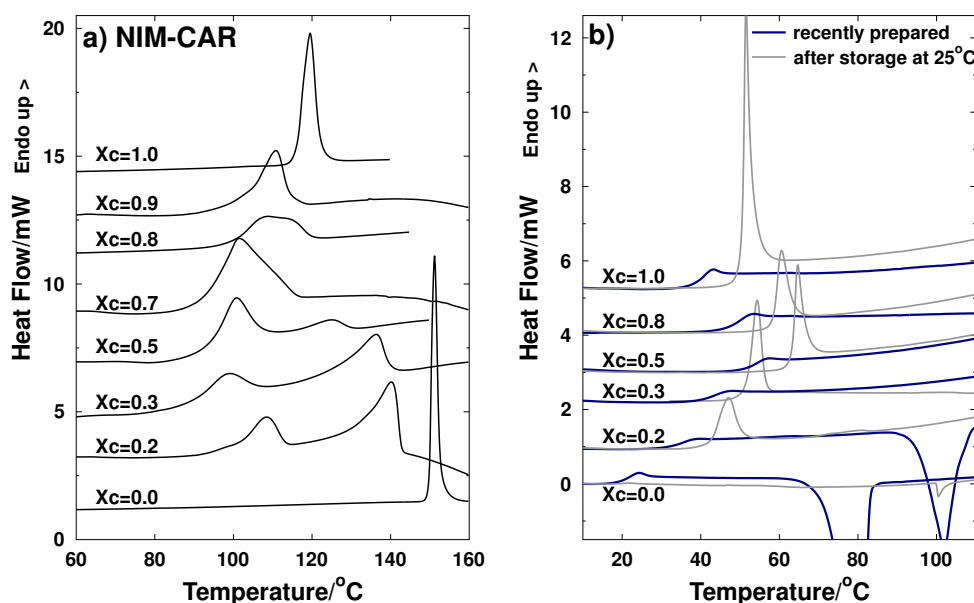 a) NIM-CAR
Heat Flow/mW Endo up >
20
15
10
5
0
Xc=1.0
Xc=0.9
Xc=0.8
Xc=0.7
Xc=0.5
Xc=0.3
Xc=0.2
Xc=0.0
60 80 100 120 140 160
Temperature/°C
b)
recently prepared
after storage at 25°C
Heat Flow/mW Endo up >
12
10
8
6
4
2
0
Xc=1.0
Xc=0.8
Xc=0.5
Xc=0.3
Xc=0.2
Xc=0.0
20 40 60 80 100
Temperature/°C